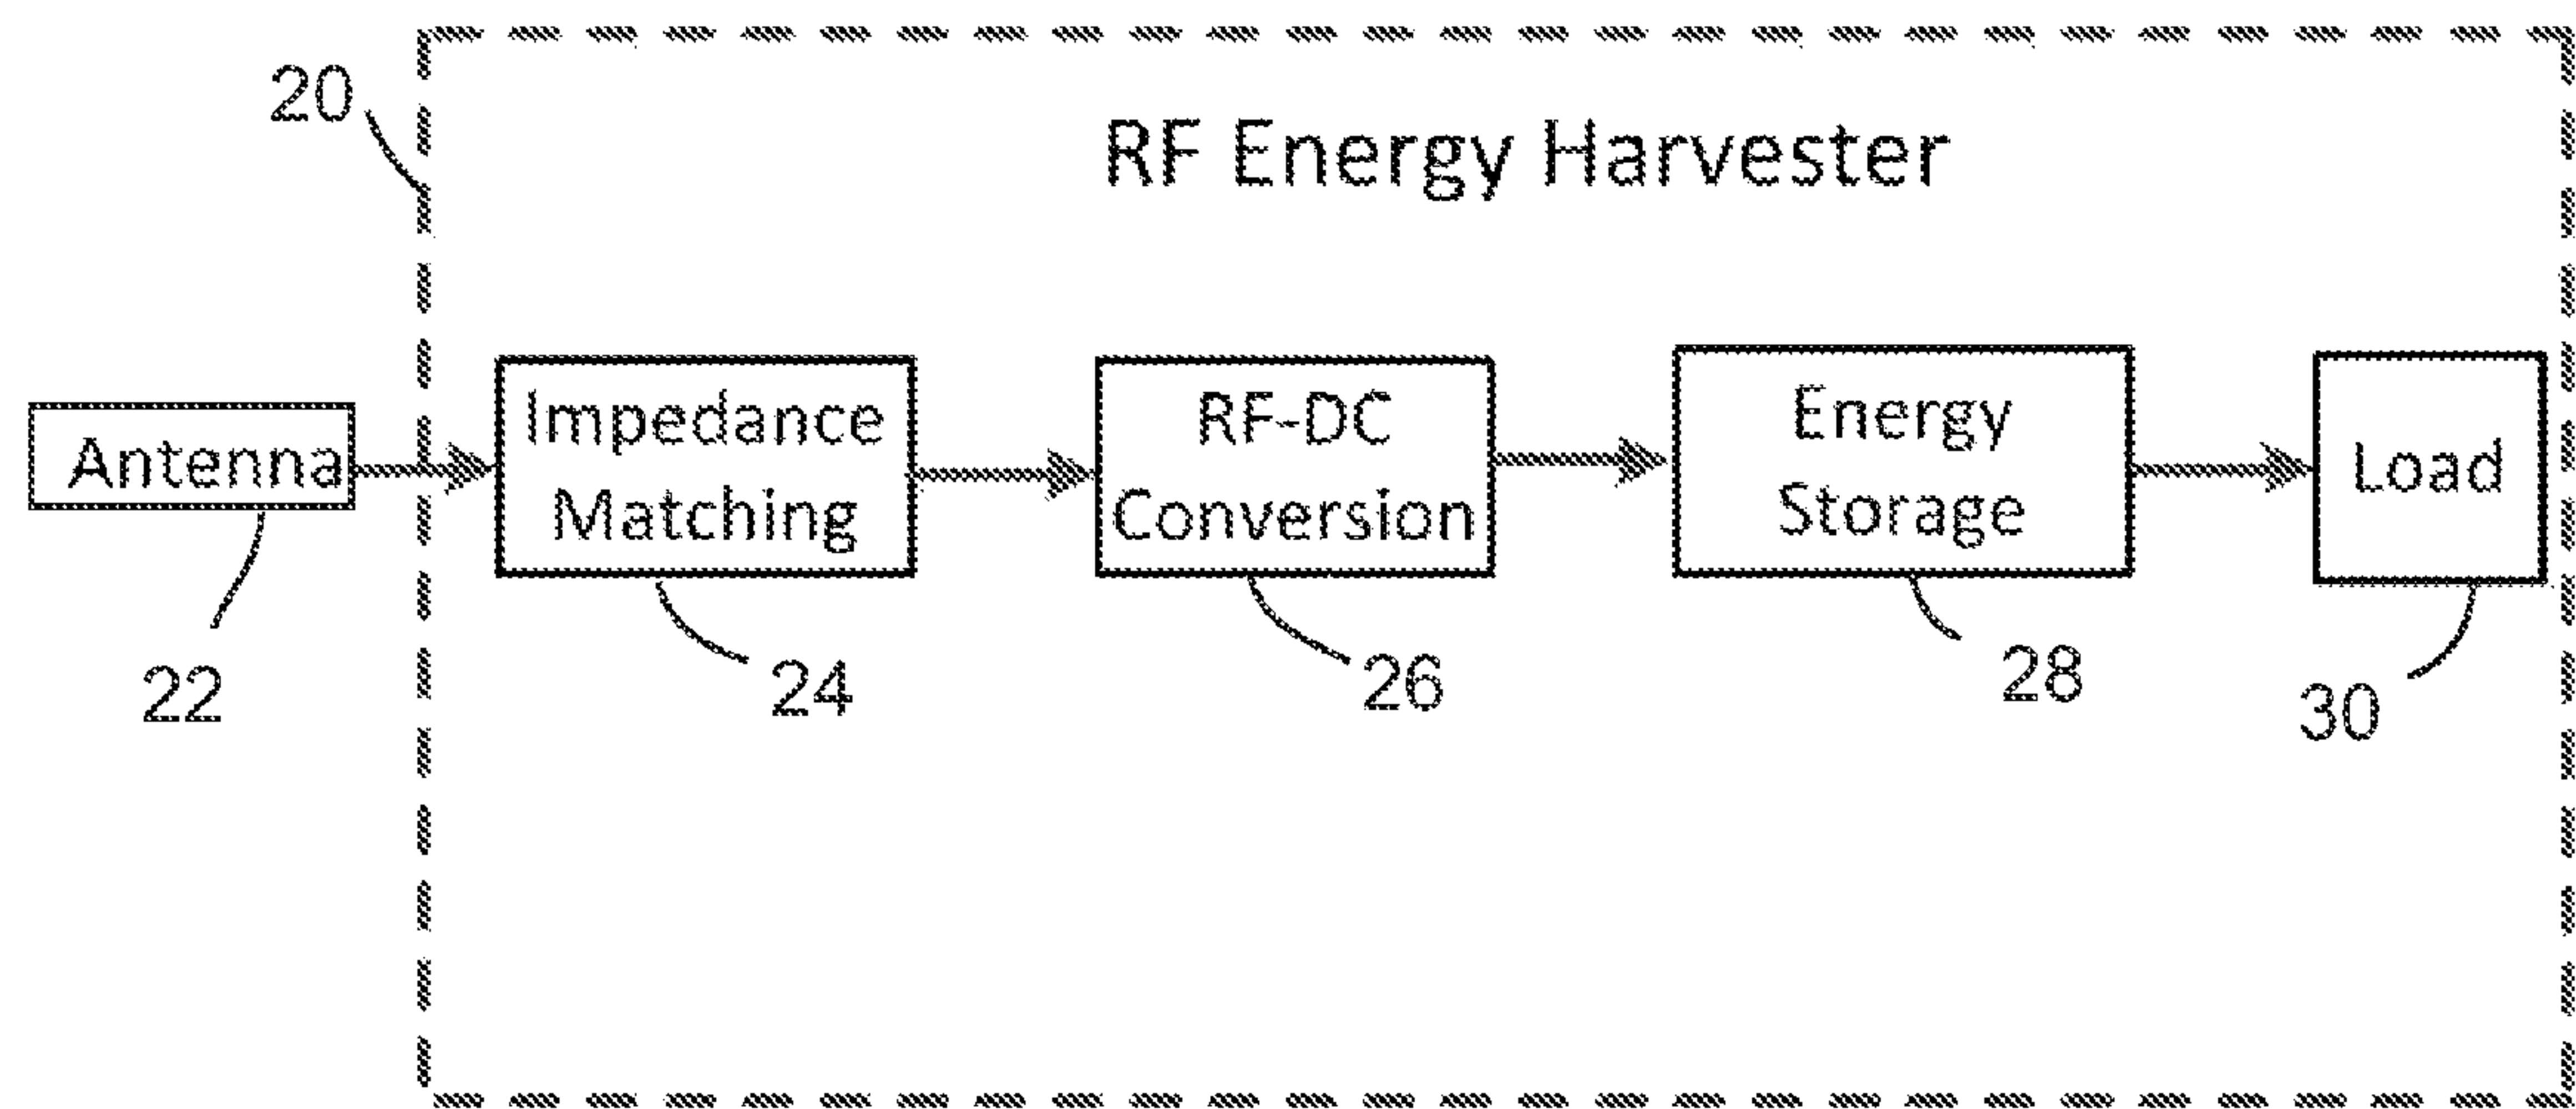 20
RF Energy Harvester
Antenna
Impedance
Matching
RF-DC
Conversion
Energy
Storage
Load
22
24
26
28
30